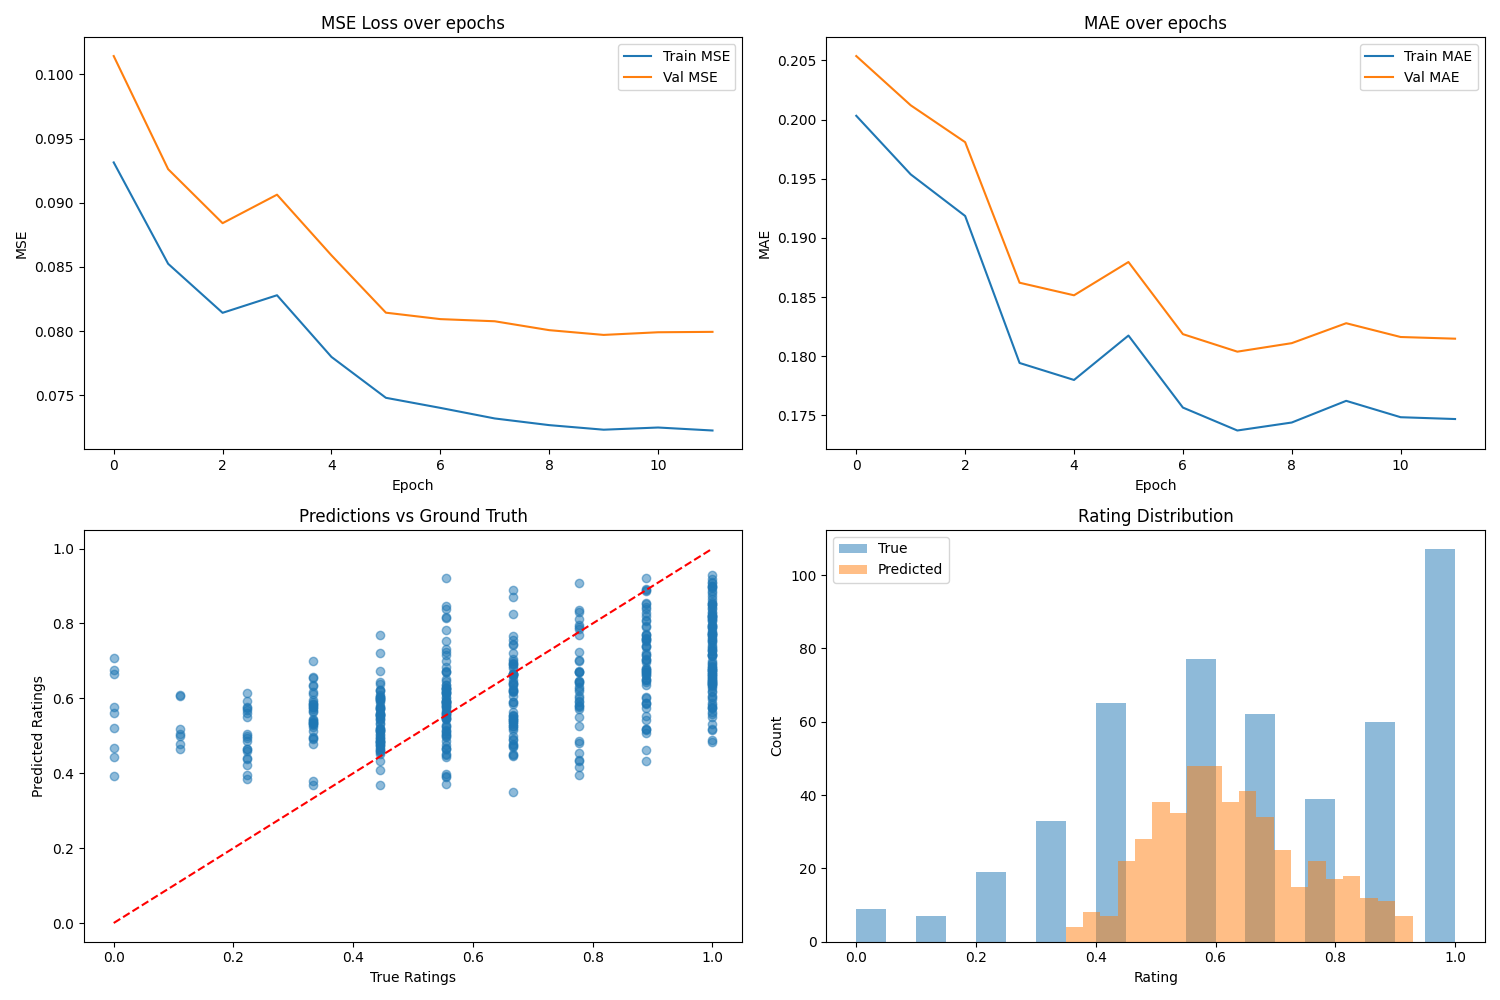 MSE Loss over epochs
MSE
0.100
0.095
0.090
0.085
0.080
0.075
Train MSE
Val MSE
0 2 4 6 8 10
Epoch
MAE over epochs
MAE
0.205
0.200
0.195
0.190
0.185
0.180
0.175
Train MAE
Val MAE
0 2 4 6 8 10
Epoch
Predictions vs Ground Truth
Predicted Ratings
1.0
0.8
0.6
0.4
0.2
0.0
0.0 0.2 0.4 0.6 0.8 1.0
True Ratings
Rating Distribution
Count
True
Predicted
100
80
60
40
20
0
0.0 0.2 0.4 0.6 0.8 1.0
Rating